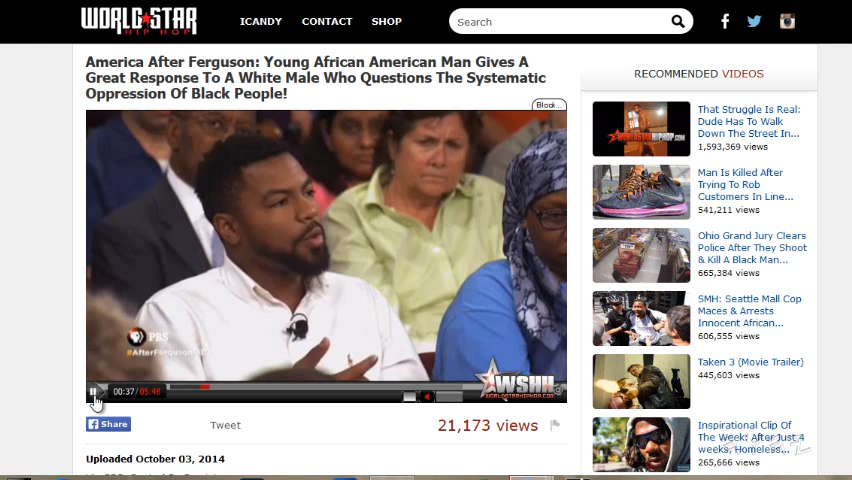 WORLD STAR
HIP HOP
ICANDY
CONTACT
SHOP
Search
America After Ferguson: Young African American Man Gives A
Great Response To A White Male Who Questions The Systematic
Oppression Of Black People!
Block...
PBS
#AfterFerguson
WSHH
WORLDSTARHIPHOP.COM
00:37/05:48
Share
Tweet
21,173 views
Uploaded October 03, 2014
RECOMMENDED VIDEOS
WORLDSTARHIPHOP.COM
That Struggle Is Real:
Dude Has To Walk
Down The Street In...
1,593,369 views
Man Is Killed After
Trying To Rob
Customers In Line...
541,211 views
Ohio Grand Jury Clears
Police After They Shoot
& Kill A Black Man...
665,384 views
SMH: Seattle Mall Cop
Maces & Arrests
Innocent African...
606,555 views
Taken 3 (Movie Trailer)
445,603 views
Inspirational Clip Of
The Week: After Just 4
weeks, Homeless...
265,666 views